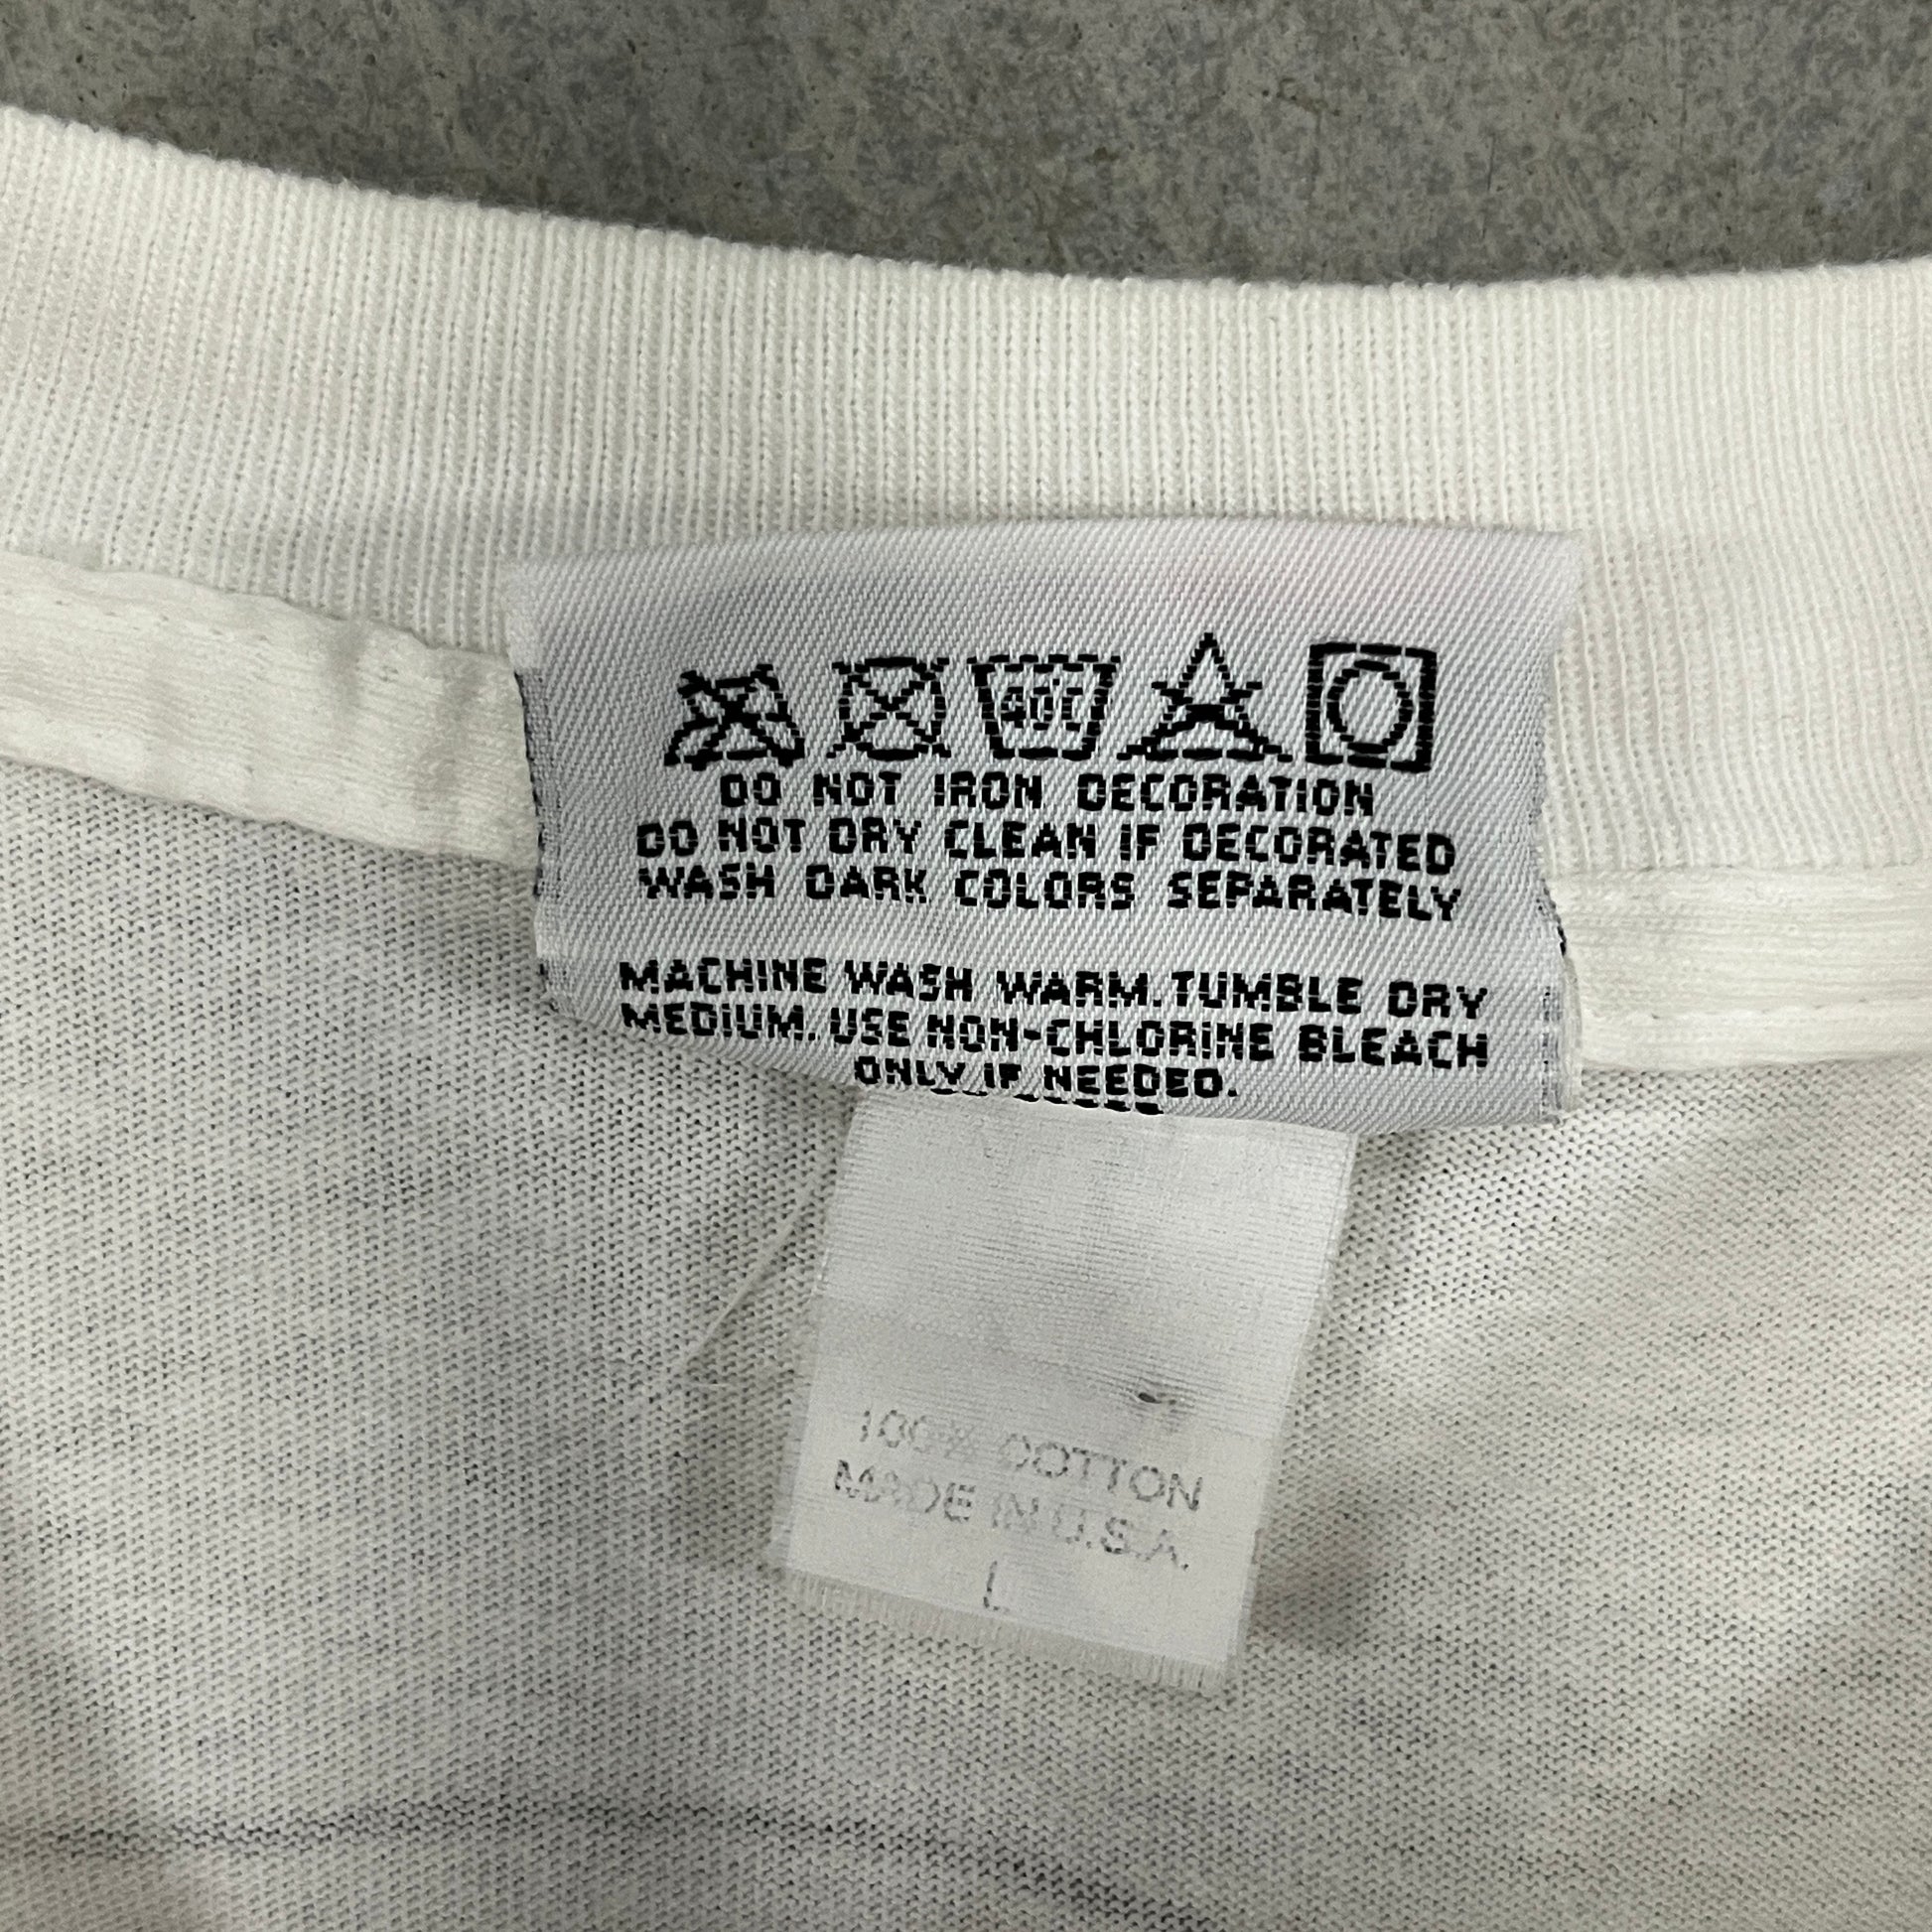 40°C
DO NOT IRON DECORATION
DO NOT DRY CLEAN IF DECORATED
WASH DARK COLORS SEPARATELY
MACHINE WASH WARM. TUMBLE DRY
MEDIUM. USE NON-CHLORINE BLEACH
ONLY IF NEEDED.
100% COTTON
MADE IN U.S.A.
L